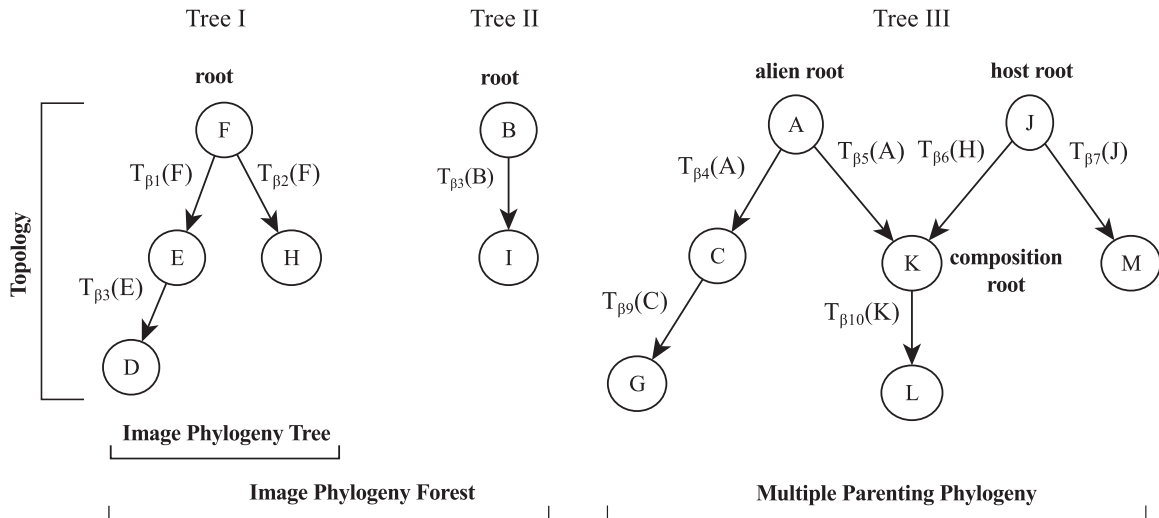 Tree I
Tree II
Tree III
root
root
alien root
host root
F
B
A
J
Tβ1(F)
Tβ2(F)
Tβ3(B)
Tβ4(A)
Tβ5(A)
Tβ6(H)
Tβ7(J)
Topology
E
H
I
C
K
composition
root
M
Tβ3(E)
Tβ9(C)
Tβ10(K)
D
G
L
Image Phylogeny Tree
Image Phylogeny Forest
Multiple Parenting Phylogeny